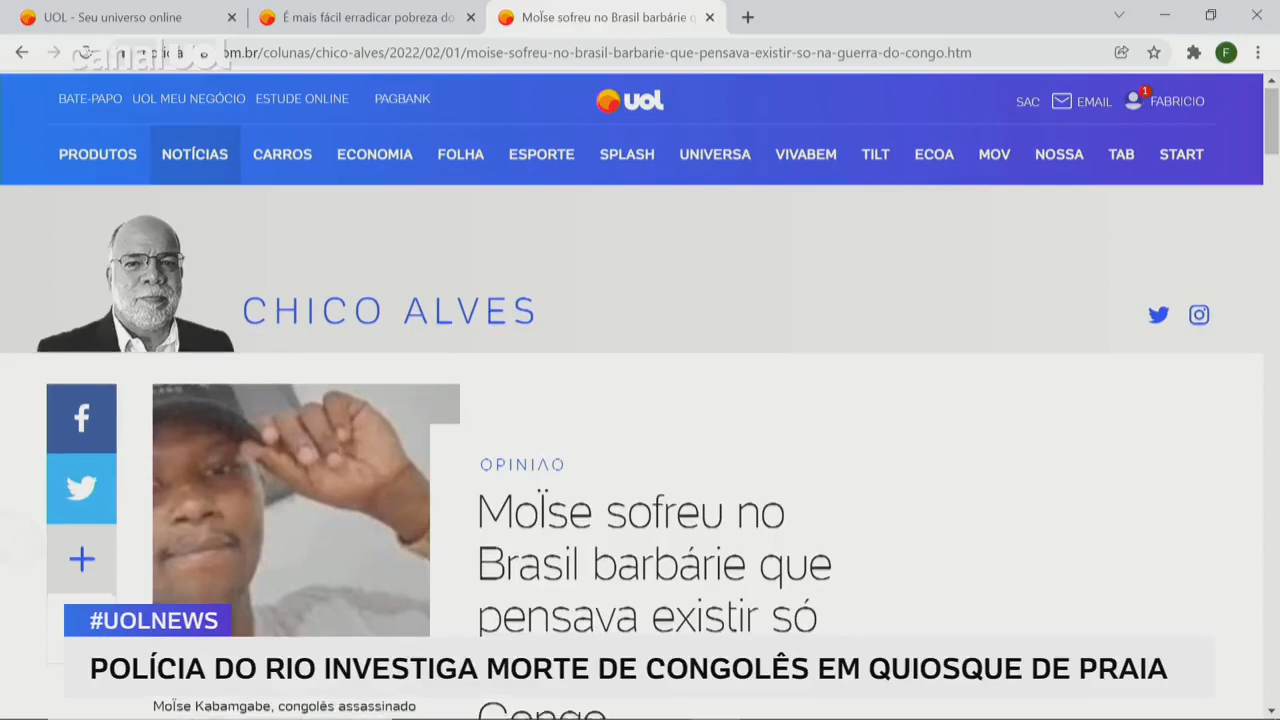 UOL - Seu universo online
É mais fácil erradicar pobreza do
MoÏse sofreu no Brasil barbárie q
canal uol
om.br/colunas/chico-alves/2022/02/01/moise-sofreu-no-brasil-barbarie-que-pensava-existir-so-na-guerra-do-congo.htm
F
BATE-PAPO UOL MEU NEGÓCIO ESTUDE ONLINE PAGBANK
uol
SAC EMAIL 1 FABRICIO
PRODUTOS NOTÍCIAS CARROS ECONOMIA FOLHA ESPORTE SPLASH UNIVERSA VIVABEM TILT ECOA MOV NOSSA TAB START
CHICO ALVES
OPINIÃO
MoÏse sofreu no
Brasil barbárie que
pensava existir só
#UOLNEWS
POLÍCIA DO RIO INVESTIGA MORTE DE CONGOLÊS EM QUIOSQUE DE PRAIA
MoÏse Kabamgabe, congolês assassinado
Congo